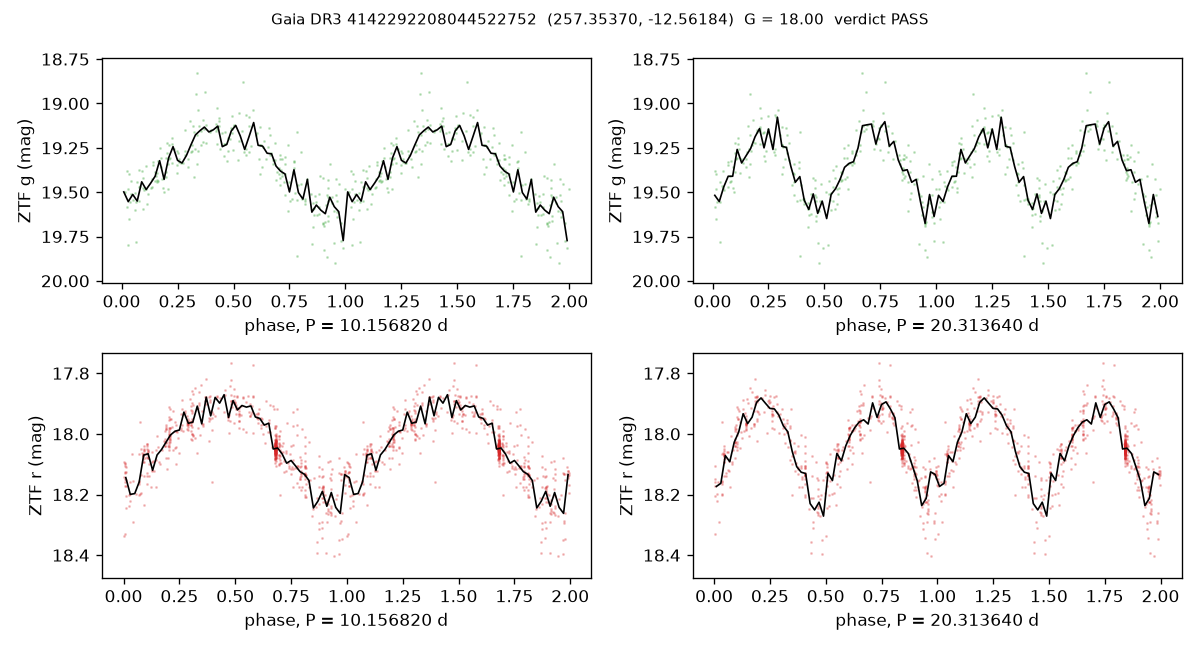 Gaia DR3 4142292208044522752  (257.35370, -12.56184)  G = 18.00  verdict PASS
ZTF g (mag)
18.75
19.00
19.25
19.50
19.75
20.00
0.00 0.25 0.50 0.75 1.00 1.25 1.50 1.75 2.00
phase, P = 10.156820 d
ZTF g (mag)
18.75
19.00
19.25
19.50
19.75
20.00
0.00 0.25 0.50 0.75 1.00 1.25 1.50 1.75 2.00
phase, P = 20.313640 d
ZTF r (mag)
17.8
18.0
18.2
18.4
0.00 0.25 0.50 0.75 1.00 1.25 1.50 1.75 2.00
phase, P = 10.156820 d
ZTF r (mag)
17.8
18.0
18.2
18.4
0.00 0.25 0.50 0.75 1.00 1.25 1.50 1.75 2.00
phase, P = 20.313640 d